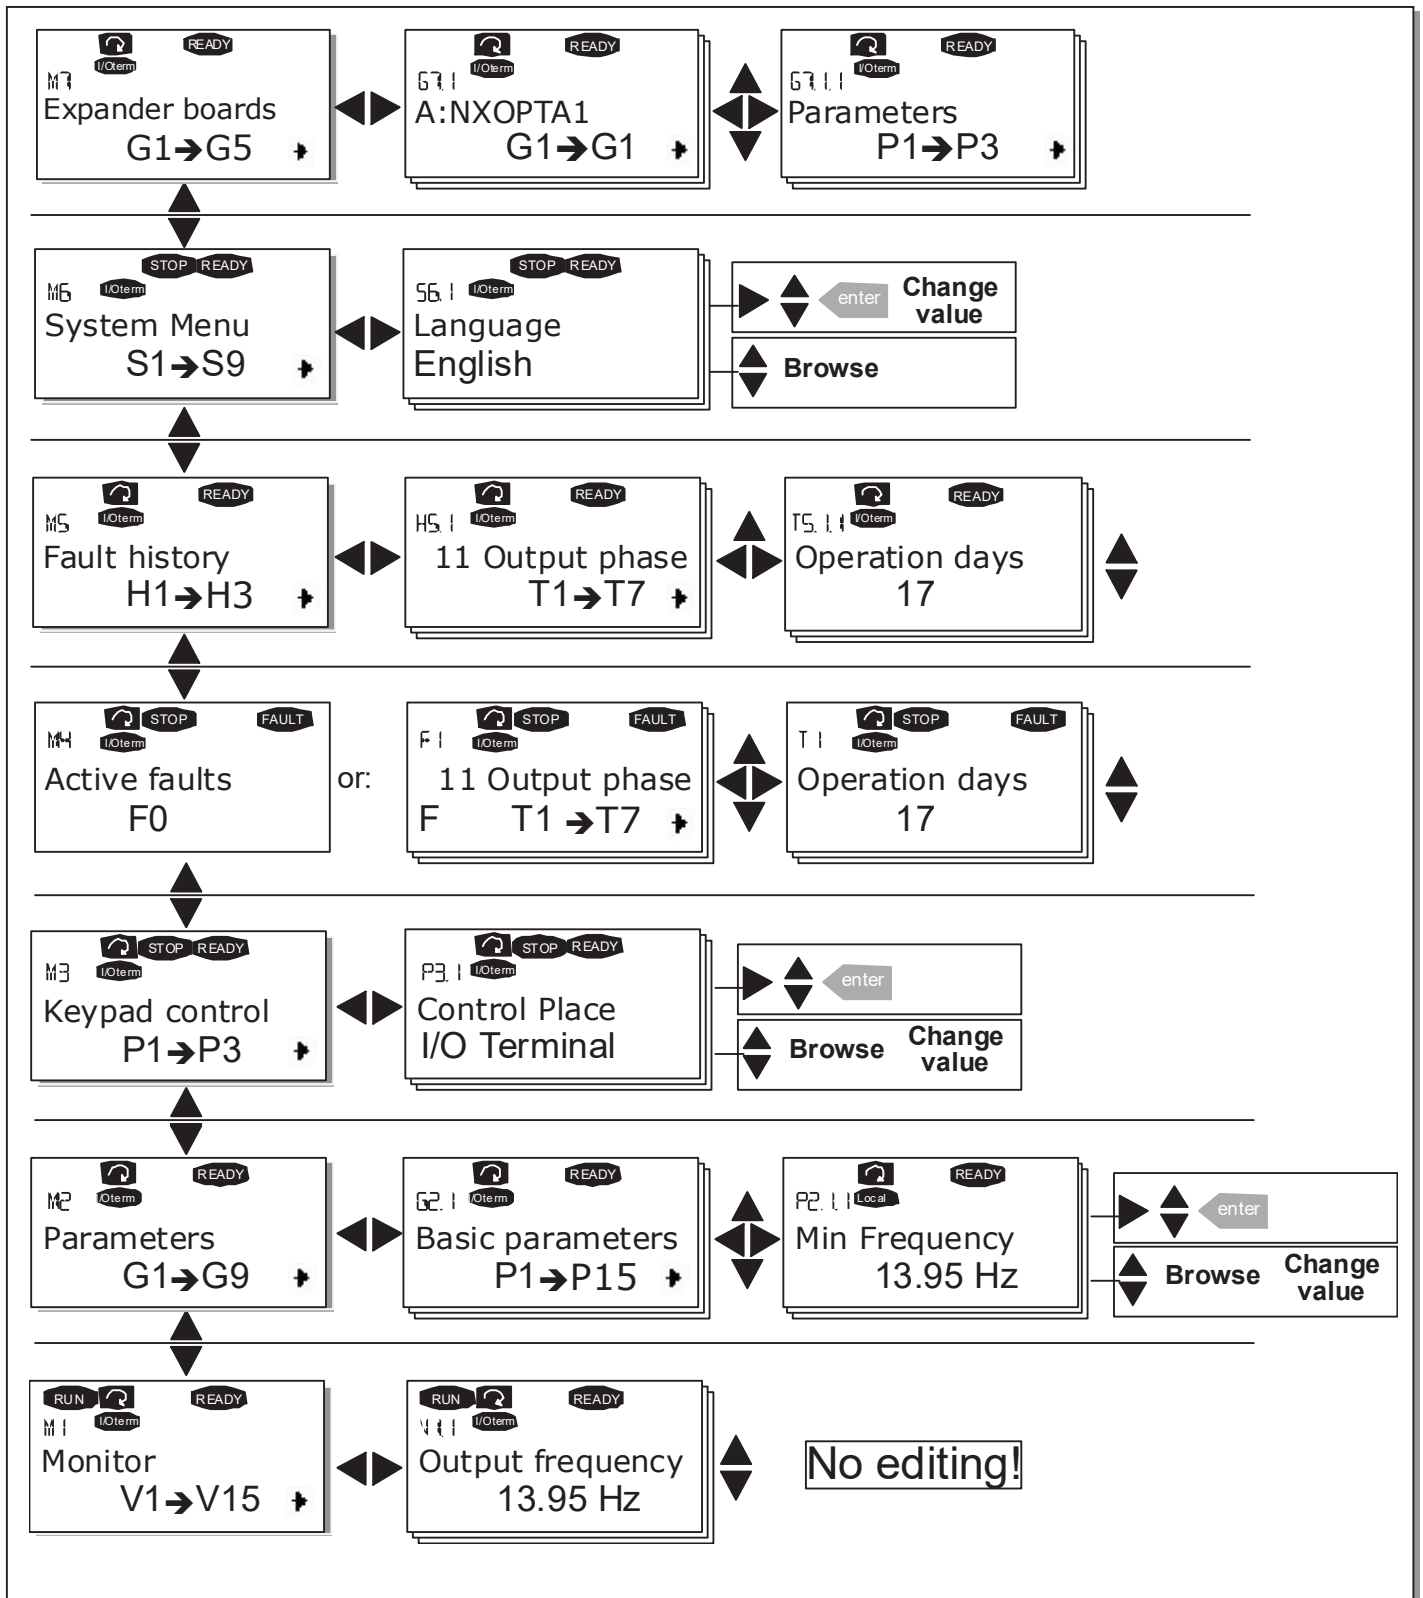 READY
I/Oterm
M7
Expander boards
G1➔G5
READY
I/Oterm
G7.1
A:NXOPTA1
G1➔G1
READY
I/Oterm
G7.1.1
Parameters
P1➔P3
STOP READY
M6 I/Oterm
System Menu
S1➔S9
STOP READY
S6.1 I/Oterm
Language
English
enter Change value
Browse
READY
M5 I/Oterm
Fault history
H1➔H3
READY
H5.1 I/Oterm
11 Output phase
T1➔T7
READY
T5.1.1 I/Oterm
Operation days
17
STOP FAULT
M4 I/Oterm
Active faults
F0
or:
STOP FAULT
F1 I/Oterm
11 Output phase
F T1➔T7
STOP FAULT
T1 I/Oterm
Operation days
17
STOP READY
M3 I/Oterm
Keypad control
P1➔P3
STOP READY
P3.1 I/Oterm
Control Place
I/O Terminal
enter
Browse Change value
READY
M2 I/Oterm
Parameters
G1➔G9
READY
G2.1 I/Oterm
Basic parameters
P1➔P15
READY
P2.1.1 Local
Min Frequency
13.95 Hz
enter
Browse Change value
RUN READY
M1 I/Oterm
Monitor
V1➔V15
RUN READY
V1.1 I/Oterm
Output frequency
13.95 Hz
No editing!